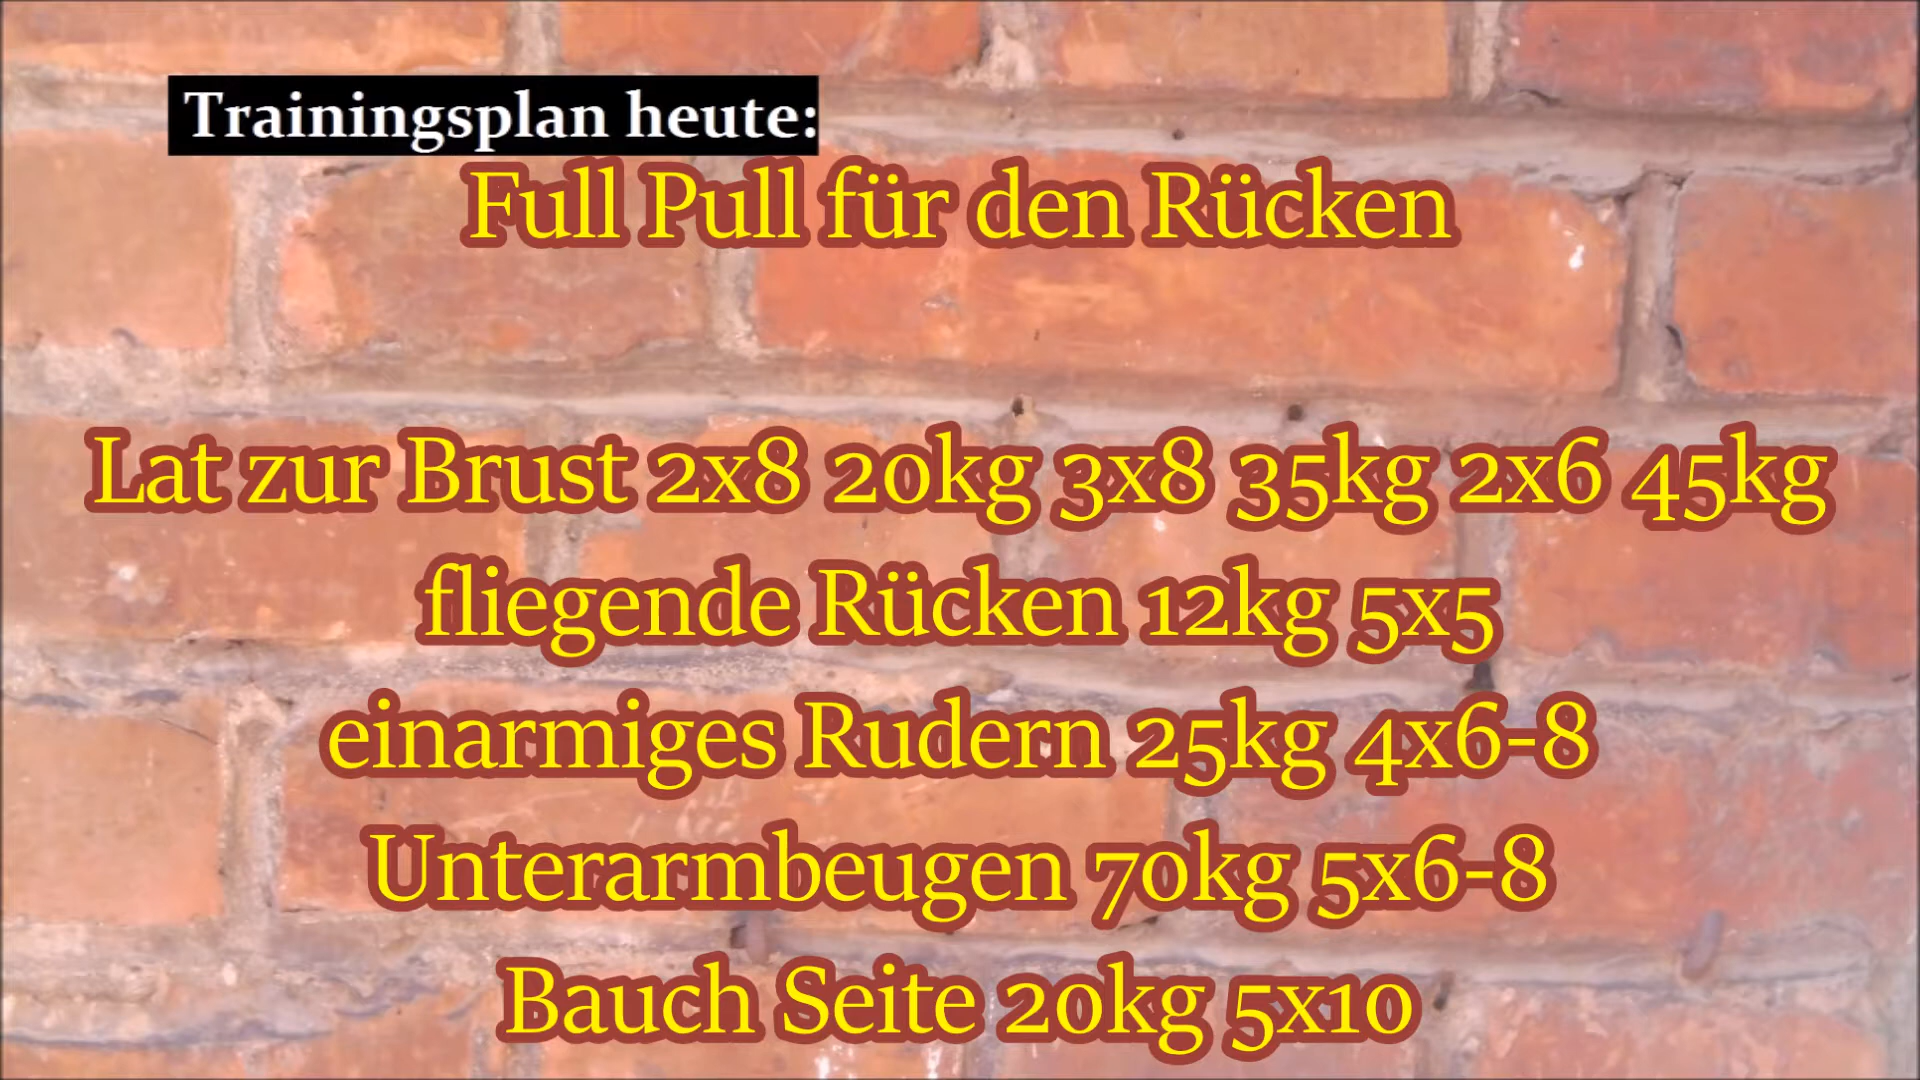 Trainingsplan heute:
Full Pull für den Rücken
Lat zur Brust 2x8 20kg 3x8 35kg 2x6 45kg
fliegende Rücken 12kg 5x5
einarmiges Rudern 25kg 4x6-8
Unterarmbeugen 70kg 5x6-8
Bauch Seite 20kg 5x10